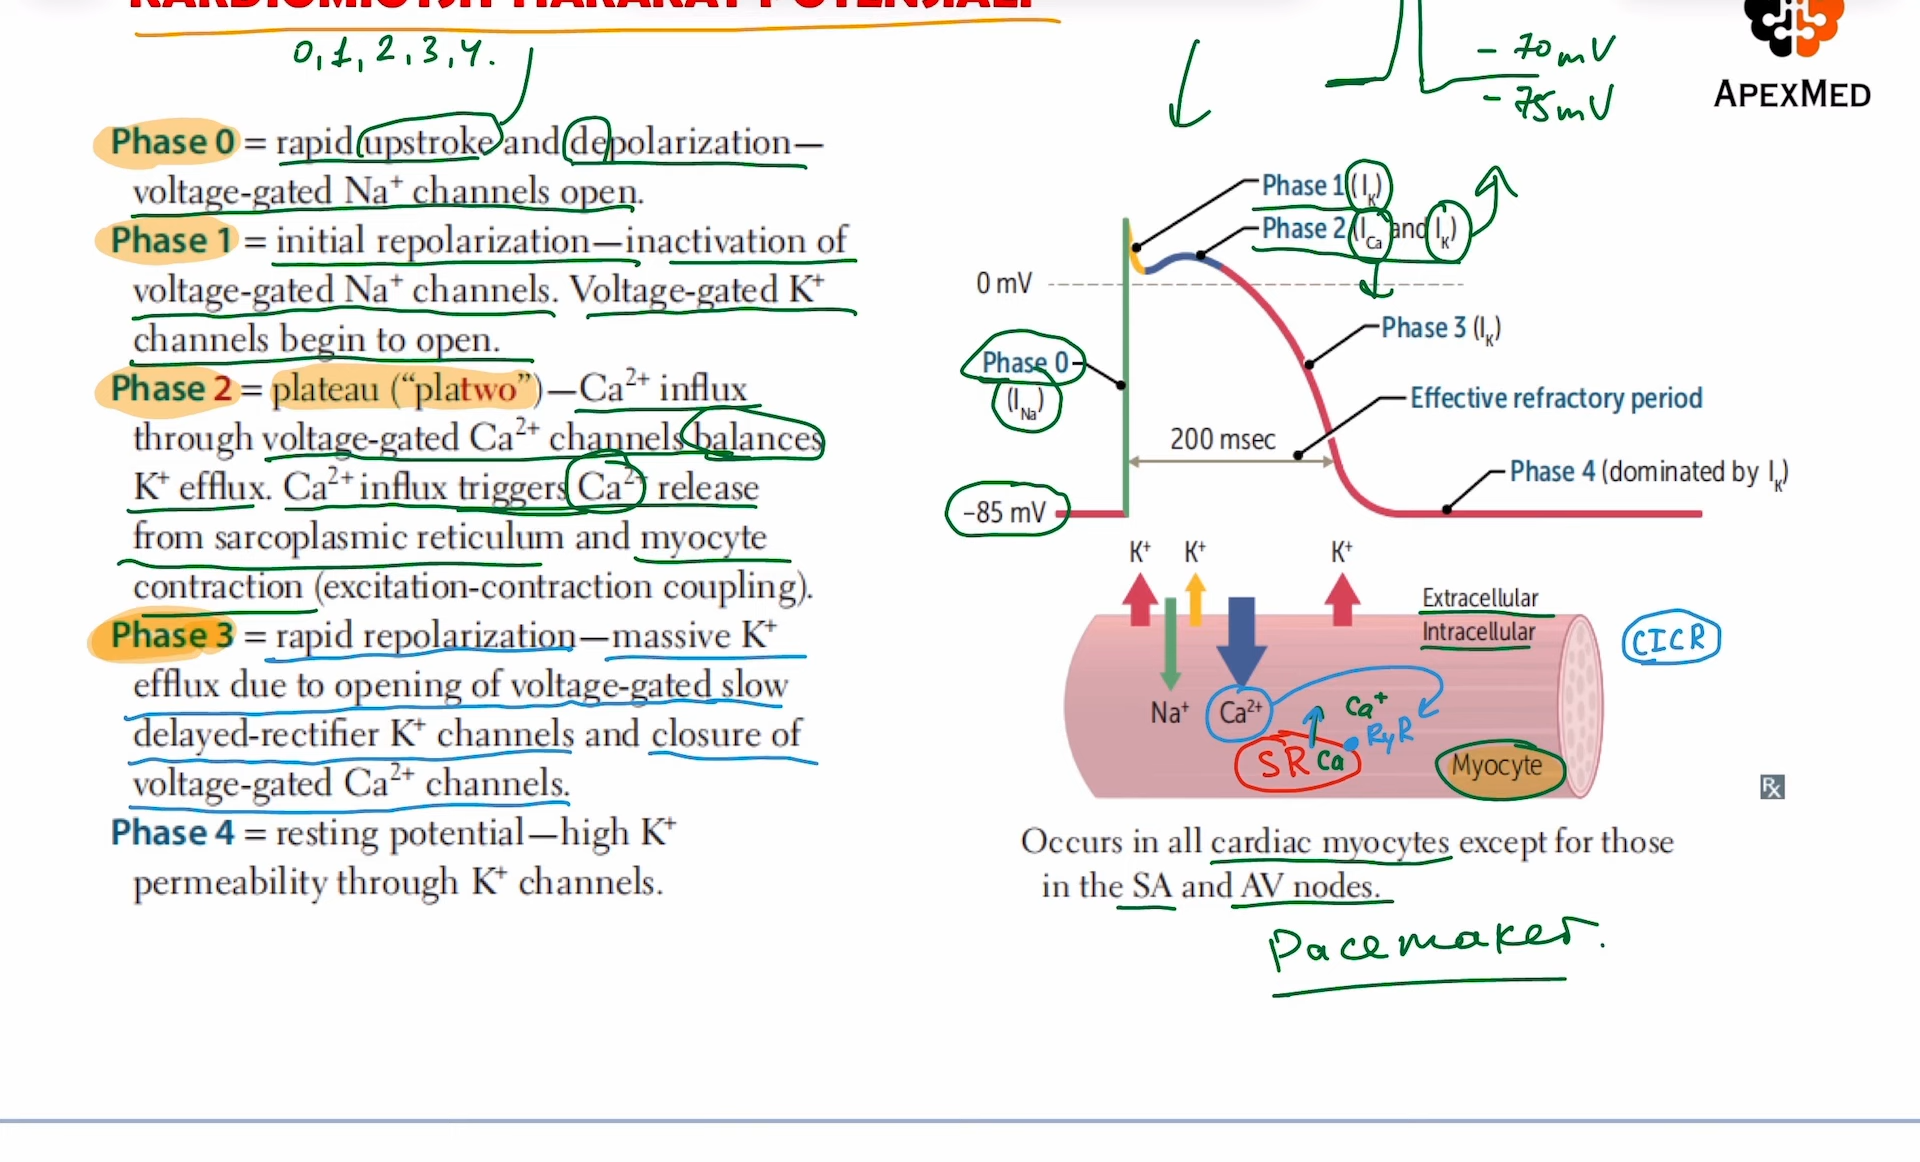 0, 1, 2, 3, 4.
- 70 mV
- 75 mV
APEXMED
Phase 0 = rapid upstroke and depolarization—
voltage-gated Na⁺ channels open.
Phase 1 = initial repolarization—inactivation of
voltage-gated Na⁺ channels. Voltage-gated K⁺
channels begin to open.
Phase 2 = plateau (“platwo”)—Ca²⁺ influx
through voltage-gated Ca²⁺ channels balances
K⁺ efflux. Ca²⁺ influx triggers Ca²⁺ release
from sarcoplasmic reticulum and myocyte
contraction (excitation-contraction coupling).
Phase 3 = rapid repolarization—massive K⁺
efflux due to opening of voltage-gated slow
delayed-rectifier K⁺ channels and closure of
voltage-gated Ca²⁺ channels.
Phase 4 = resting potential—high K⁺
permeability through K⁺ channels.
Phase 1 (I_K)
Phase 2 (I_Ca and I_K)
0 mV
Phase 3 (I_K)
Phase 0
(I_Na)
Effective refractory period
200 msec
Phase 4 (dominated by I_K)
−85 mV
K⁺ K⁺ K⁺
Extracellular
Intracellular
CICR
Na⁺ Ca²⁺ Ca⁺
RyR
SR Ca
Myocyte
Rx
Occurs in all cardiac myocytes except for those
in the SA and AV nodes.
Pacemaker.